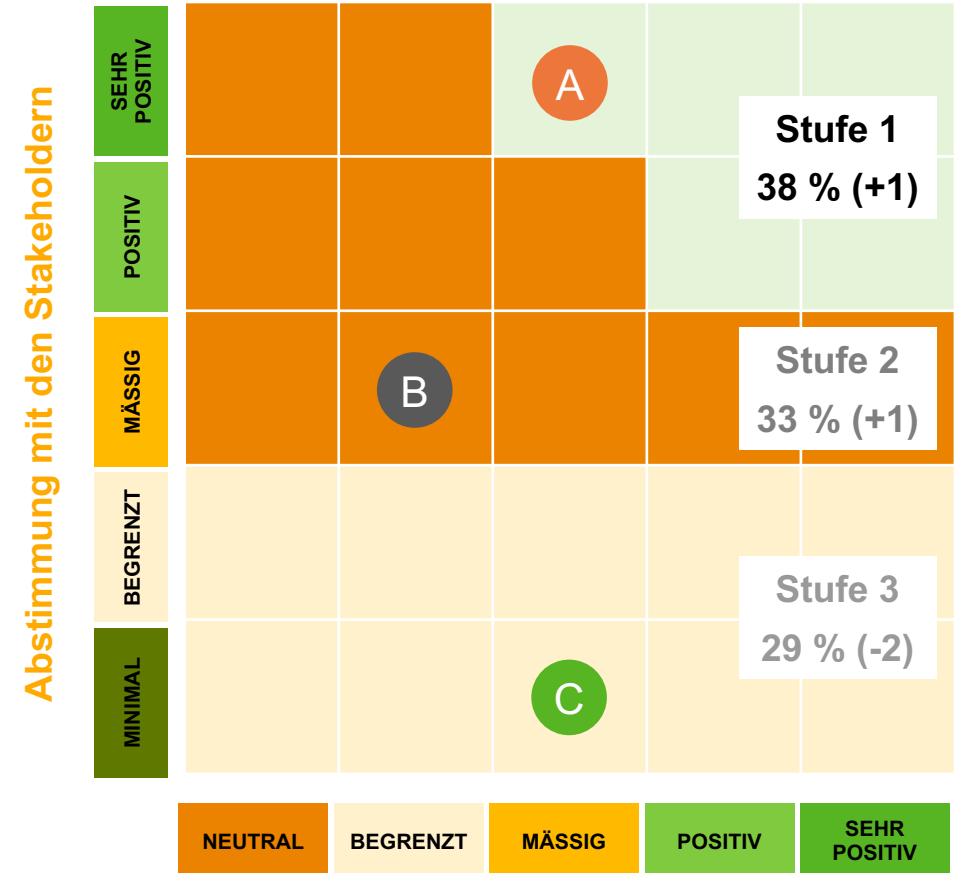 Abstimmung mit den Stakeholdern
SEHR
POSITIV
POSITIV
MÄSSIG
BEGRENZT
MINIMAL
A
B
C
Stufe 1
38 % (+1)
Stufe 2
33 % (+1)
Stufe 3
29 % (-2)
NEUTRAL
BEGRENZT
MÄSSIG
POSITIV
SEHR
POSITIV